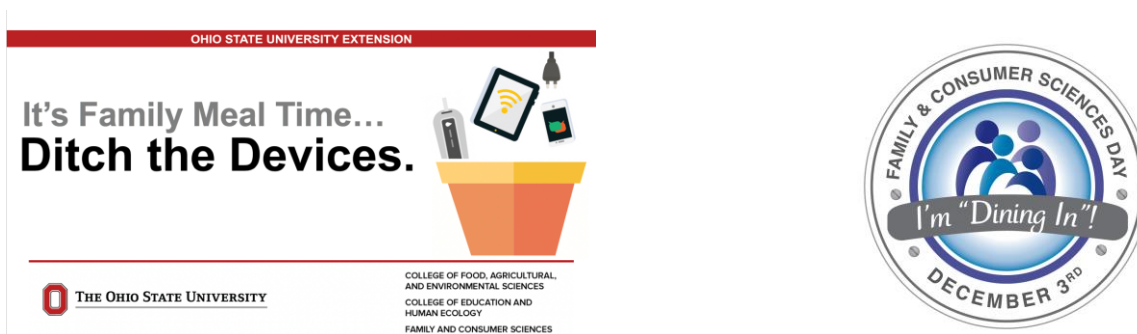 OHIO STATE UNIVERSITY EXTENSION
It's Family Meal Time...
Ditch the Devices.
THE OHIO STATE UNIVERSITY
COLLEGE OF FOOD, AGRICULTURAL,
AND ENVIRONMENTAL SCIENCES
COLLEGE OF EDUCATION AND
HUMAN ECOLOGY
FAMILY AND CONSUMER SCIENCES
FAMILY & CONSUMER SCIENCES DAY
I'm "Dining In"!
DECEMBER 3RD